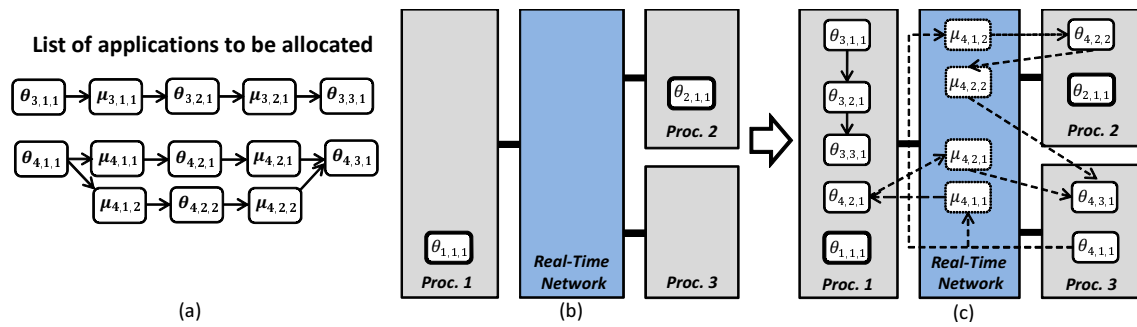 List of applications to be allocated
θ3,1,1 μ3,1,1 θ3,2,1 μ3,2,1 θ3,3,1
θ4,1,1 μ4,1,1 θ4,2,1 μ4,2,1 θ4,3,1
μ4,1,2 θ4,2,2 μ4,2,2
(a)
θ1,1,1
Proc. 1
Real-Time
Network
θ2,1,1
Proc. 2
Proc. 3
(b)
θ3,1,1
θ3,2,1
θ3,3,1
θ4,2,1
θ1,1,1
Proc. 1
μ4,1,2
μ4,2,2
μ4,2,1
μ4,1,1
Real-Time
Network
θ4,2,2
θ2,1,1
Proc. 2
θ4,3,1
θ4,1,1
Proc. 3
(c)